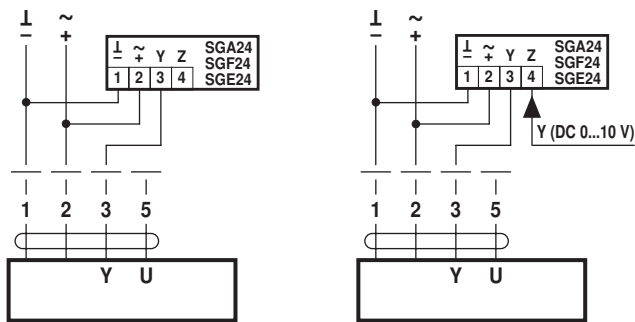 ⊥ ~
– +
⊥ ~ Y Z SGA24
– + SGF24
1 2 3 4 SGE24
1 2 3 5
Y U
⊥ ~
– +
⊥ ~ Y Z SGA24
– + SGF24
1 2 3 4 SGE24
Y (DC 0...10 V)
1 2 3 5
Y U